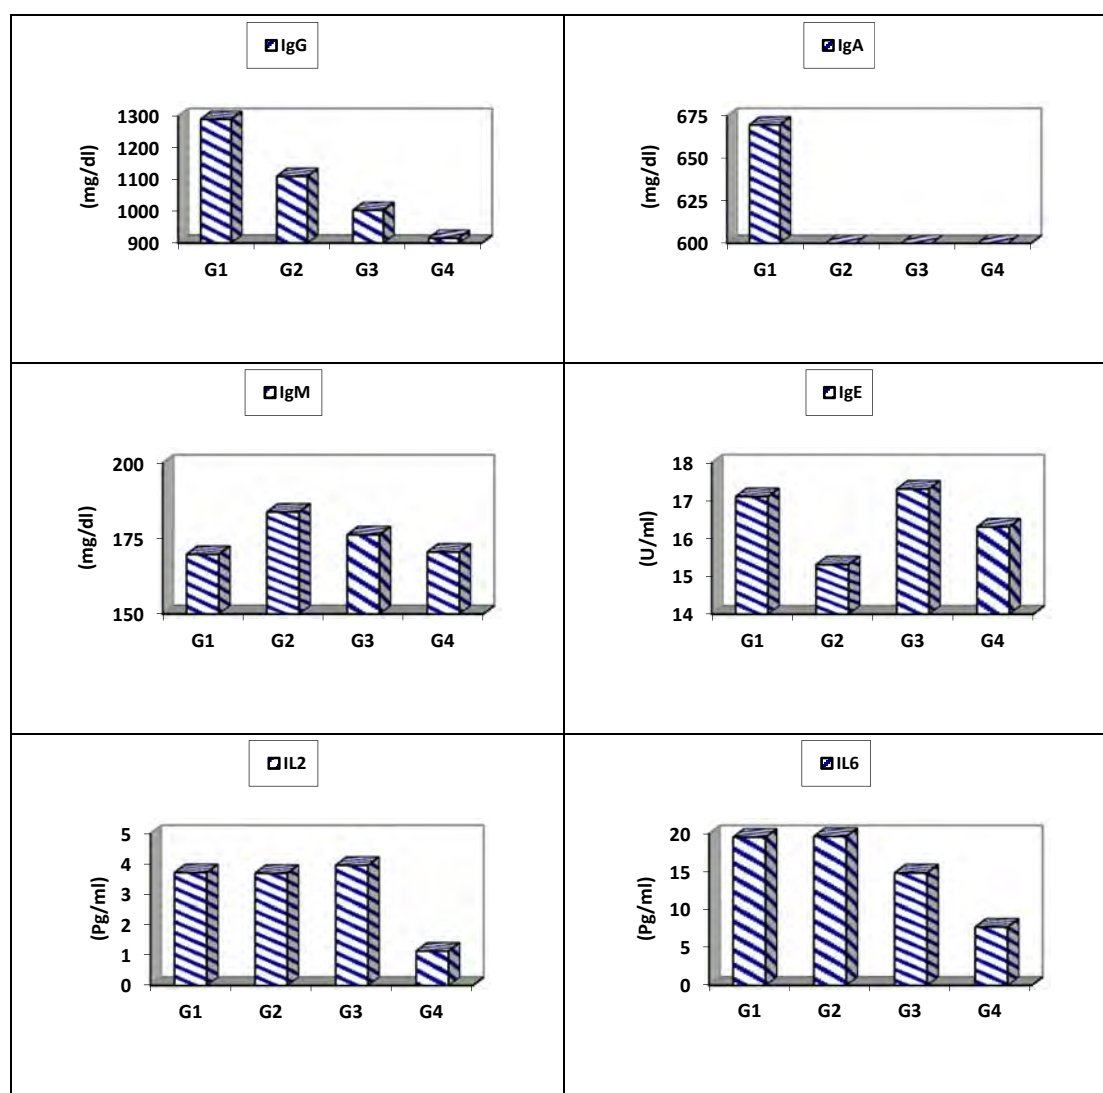 IgG
(mg/dl)
1300
1200
1100
1000
900
G1 G2 G3 G4
IgA
(mg/dl)
675
650
625
600
G1 G2 G3 G4
IgM
(mg/dl)
200
175
150
G1 G2 G3 G4
IgE
(U/ml)
18
17
16
15
14
G1 G2 G3 G4
IL2
(Pg/ml)
5
4
3
2
1
0
G1 G2 G3 G4
IL6
(Pg/ml)
20
15
10
5
0
G1 G2 G3 G4